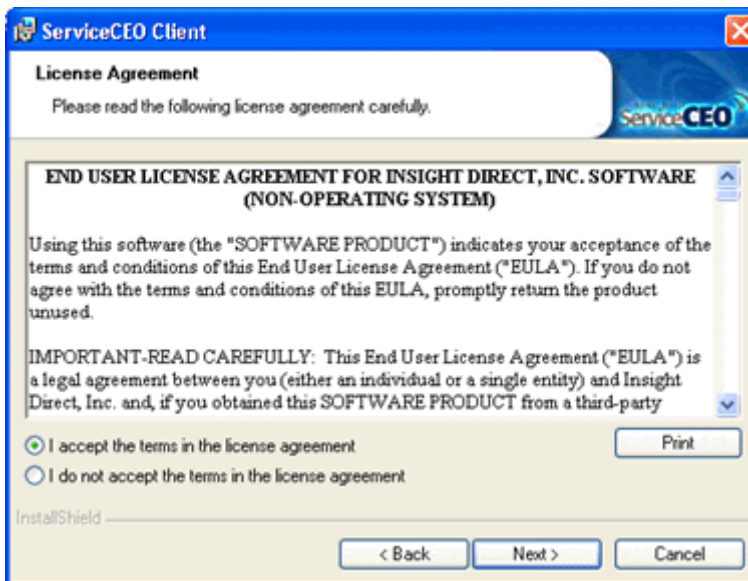 ServiceCEO Client
License Agreement
Please read the following license agreement carefully.
ServiceCEO
END USER LICENSE AGREEMENT FOR INSIGHT DIRECT, INC. SOFTWARE
(NON-OPERATING SYSTEM)
Using this software (the "SOFTWARE PRODUCT") indicates your acceptance of the
terms and conditions of this End User License Agreement ("EULA"). If you do not
agree with the terms and conditions of this EULA, promptly return the product
unused.
IMPORTANT-READ CAREFULLY: This End User License Agreement ("EULA") is
a legal agreement between you (either an individual or a single entity) and Insight
Direct, Inc. and, if you obtained this SOFTWARE PRODUCT from a third-party
I accept the terms in the license agreement
Print
I do not accept the terms in the license agreement
InstallShield
< Back
Next >
Cancel